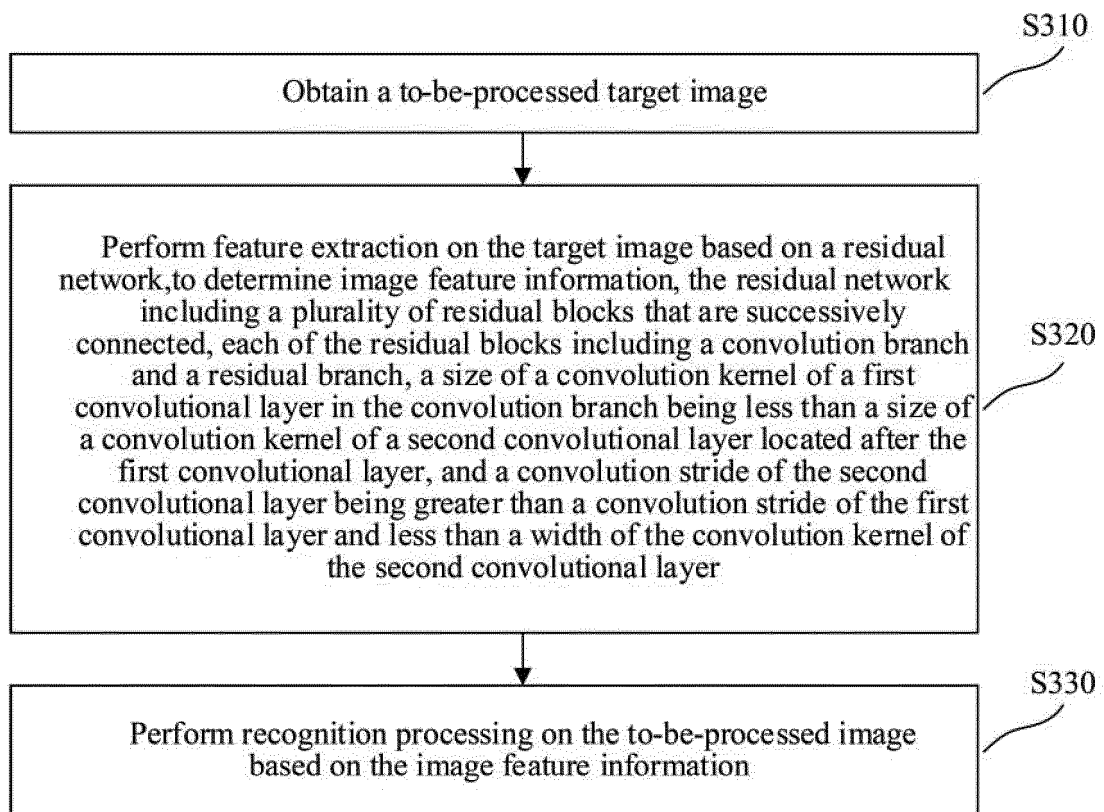 S310
Obtain a to-be-processed target image
Perform feature extraction on the target image based on a residual
network,to determine image feature information, the residual network
including a plurality of residual blocks that are successively
connected, each of the residual blocks including a convolution branch
and a residual branch, a size of a convolution kernel of a first
convolutional layer in the convolution branch being less than a size of
a convolution kernel of a second convolutional layer located after the
first convolutional layer, and a convolution stride of the second
convolutional layer being greater than a convolution stride of the first
convolutional layer and less than a width of the convolution kernel of
the second convolutional layer
S320
S330
Perform recognition processing on the to-be-processed image
based on the image feature information